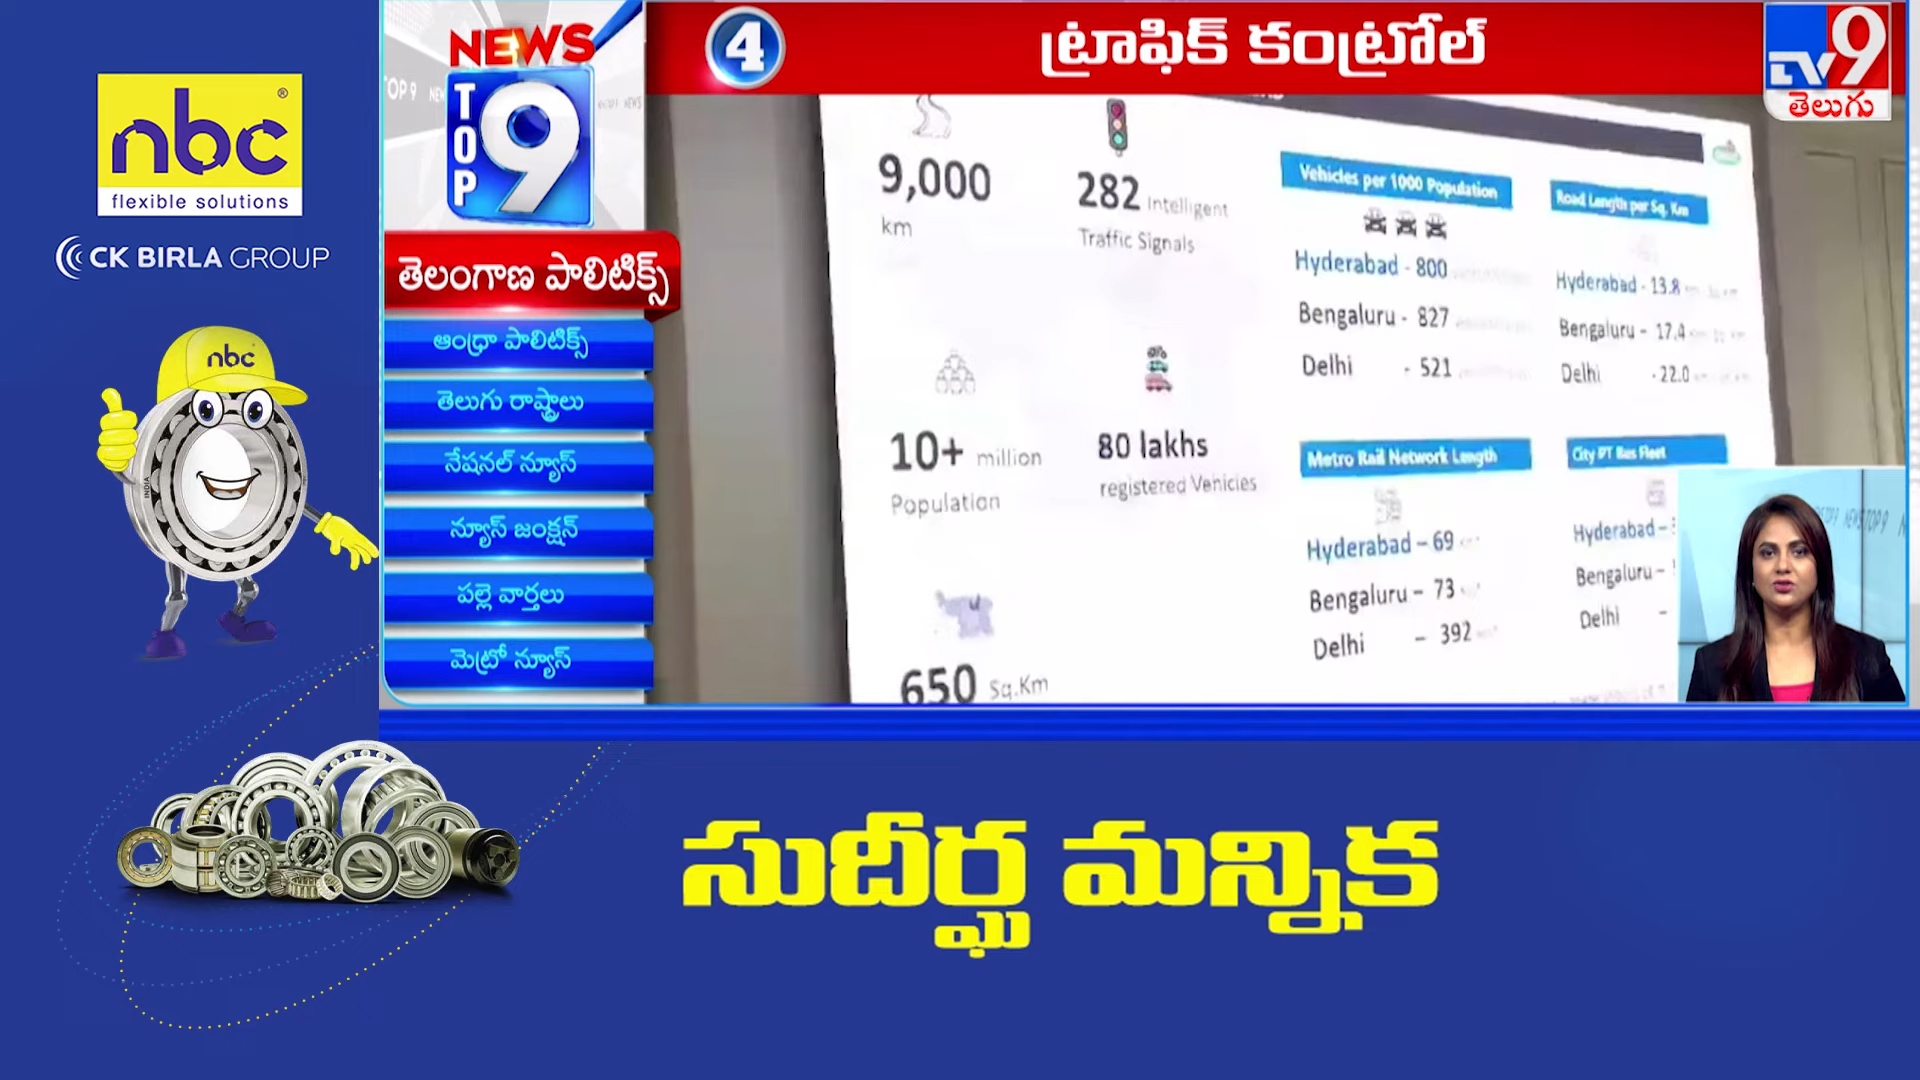 nbc
flexible solutions
CK BIRLA GROUP
nbc
INDIA
NEWS
TOP
9
తెలంగాణ పాలిటిక్స్
ఆంధ్రా పాలిటిక్స్
తెలుగు రాష్ట్రాలు
నేషనల్ న్యూస్
న్యూస్ జంక్షన్
పల్లె వార్తలు
మెట్రో న్యూస్
4 ట్రాఫిక్ కంట్రోల్
TV9
తెలుగు
9,000
km
282 Intelligent
Traffic Signals
10+ million
Population
80 lakhs
registered Vehicles
650 Sq.Km
Vehicles per 1000 Population
Hyderabad - 800
Bengaluru - 827
Delhi - 521
Road Length per Sq. Km
Hyderabad - 13.8
Bengaluru - 17.4
Delhi - 22.0
Metro Rail Network Length
Hyderabad – 69
Bengaluru – 73
Delhi – 392
City PT Bus Fleet
Hyderabad –
Bengaluru –
Delhi –
సుదీర్ఘ మన్నిక